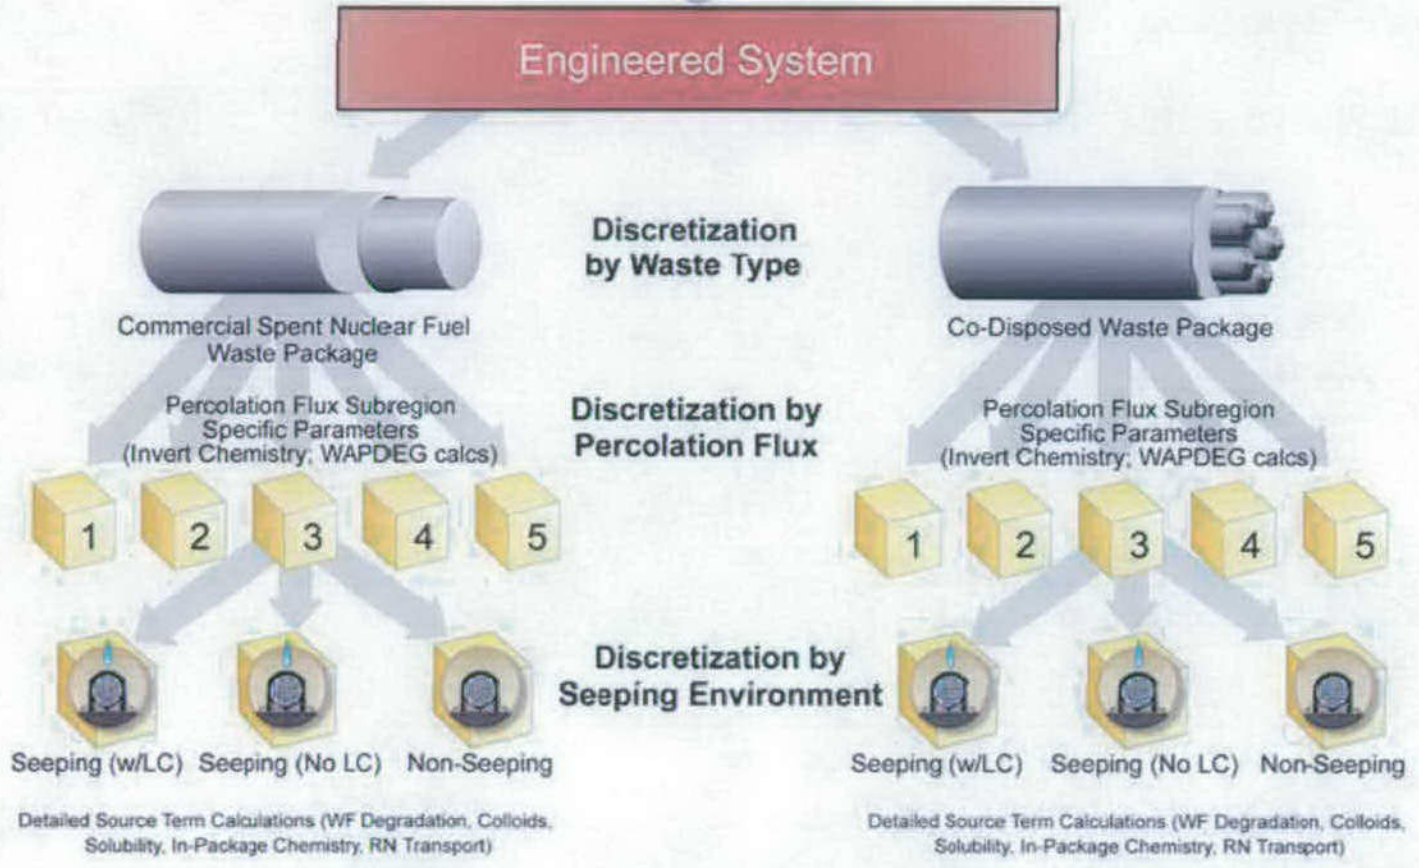 Engineered System
Discretization
by Waste Type
Commercial Spent Nuclear Fuel
Waste Package
Co-Disposed Waste Package
Percolation Flux Subregion
Specific Parameters
(Invert Chemistry, WAPDEG calcs)
Discretization by
Percolation Flux
Percolation Flux Subregion
Specific Parameters
(Invert Chemistry, WAPDEG calcs)
1 2 3 4 5
1 2 3 4 5
Discretization by
Seeping Environment
Seeping (w/LC) Seeping (No LC) Non-Seeping
Seeping (w/LC) Seeping (No LC) Non-Seeping
Detailed Source Term Calculations (WF Degradation, Colloids,
Solubility, In-Package Chemistry, RN Transport)
Detailed Source Term Calculations (WF Degradation, Colloids,
Solubility, In-Package Chemistry, RN Transport)